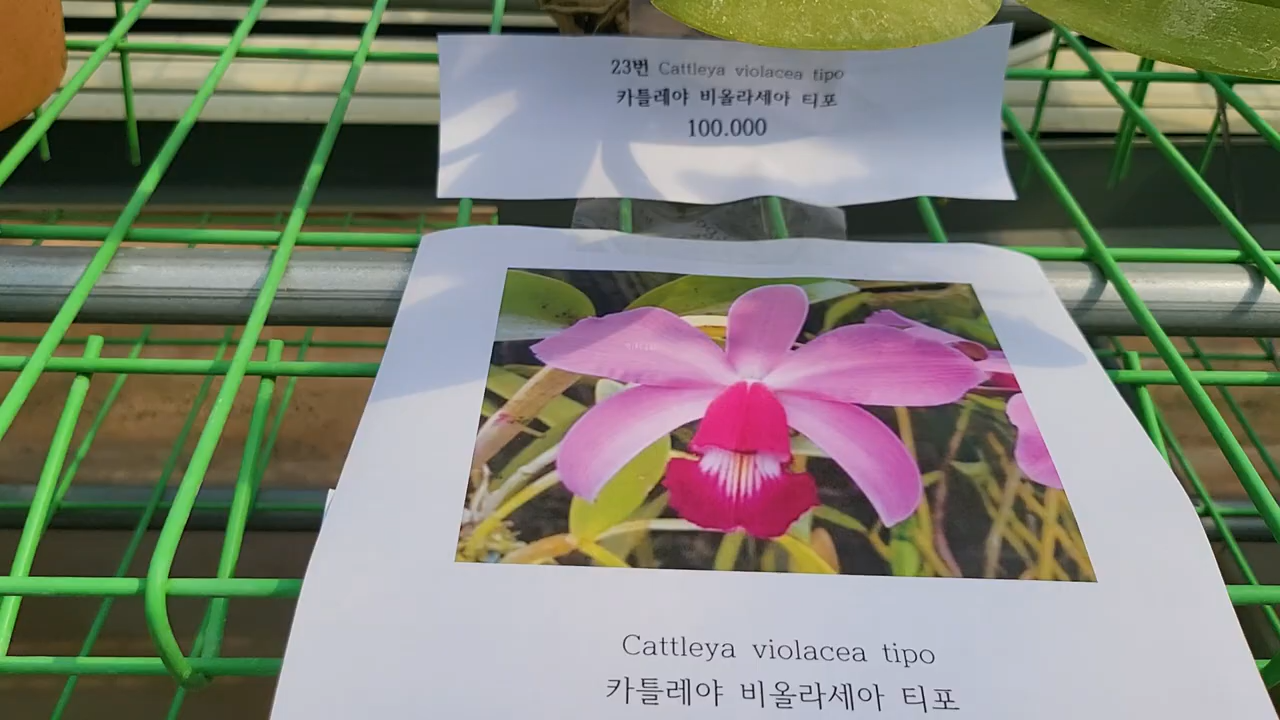 23번 Cattleya violacea tipo
카틀레야 비올라세아 티포
100.000
Cattleya violacea tipo
카틀레야 비올라세아 티포